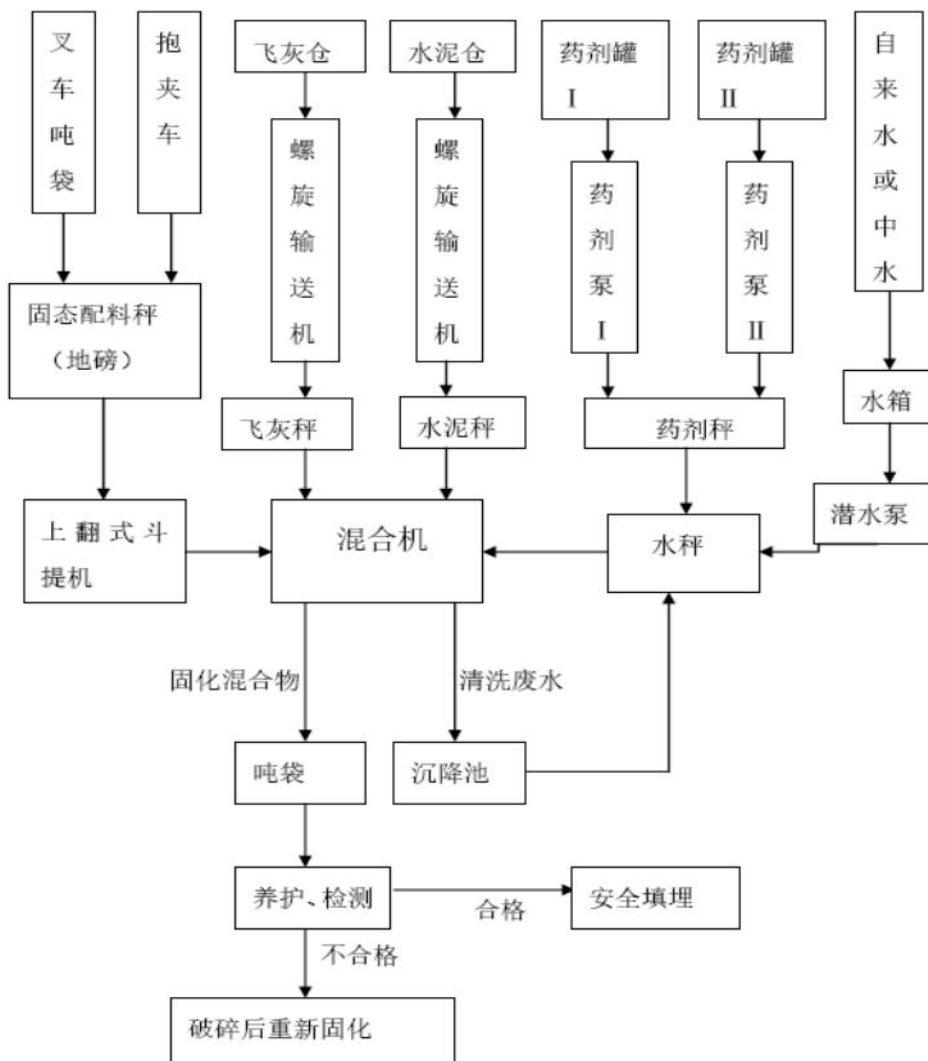 叉车吨袋
抱夹车
飞灰仓
水泥仓
药剂罐
Ⅰ
药剂罐
Ⅱ
自来水或中水
螺旋输送机
螺旋输送机
药剂泵Ⅰ
药剂泵Ⅱ
固态配料秤
（地磅）
水箱
飞灰秤
水泥秤
药剂秤
上翻式斗
提机
混合机
水秤
潜水泵
固化混合物
清洗废水
吨袋
沉降池
养护、检测
合格
安全填埋
不合格
破碎后重新固化